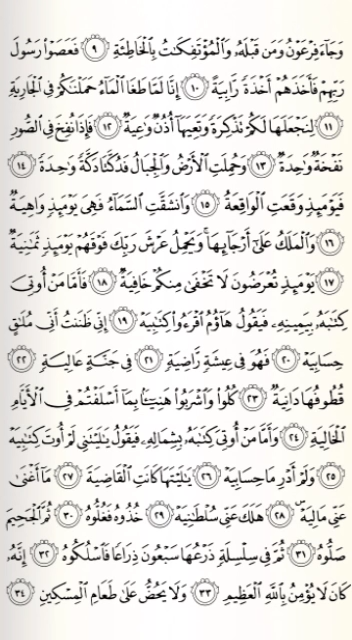 وَجَآءَ فِرْعَوْنُ وَمَن قَبْلَهُۥ وَٱلْمُؤْتَفِكَٰتُ بِٱلْخَاطِئَةِ ٩ فَعَصَوْا۟ رَسُولَ
رَبِّهِمْ فَأَخَذَهُمْ أَخْذَةً رَّابِيَةً ١٠ إِنَّا لَمَّا طَغَا ٱلْمَآءُ حَمَلْنَٰكُمْ فِى ٱلْجَارِيَةِ
١١ لِنَجْعَلَهَا لَكُمْ تَذْكِرَةً وَتَعِيَهَآ أُذُنٌ وَٰعِيَةٌ ١٢ فَإِذَا نُفِخَ فِى ٱلصُّورِ
نَفْخَةٌ وَٰحِدَةٌ ١٣ وَحُمِلَتِ ٱلْأَرْضُ وَٱلْجِبَالُ فَدُكَّتَا دَكَّةً وَٰحِدَةً ١٤
فَيَوْمَئِذٍ وَقَعَتِ ٱلْوَاقِعَةُ ١٥ وَٱنشَقَّتِ ٱلسَّمَآءُ فَهِىَ يَوْمَئِذٍ وَاهِيَةٌ
١٦ وَٱلْمَلَكُ عَلَىٰٓ أَرْجَآئِهَا ۚ وَيَحْمِلُ عَرْشَ رَبِّكَ فَوْقَهُمْ يَوْمَئِذٍ ثَمَٰنِيَةٌ
١٧ يَوْمَئِذٍ تُعْرَضُونَ لَا تَخْفَىٰ مِنكُمْ خَافِيَةٌ ١٨ فَأَمَّا مَنْ أُوتِىَ
كِتَٰبَهُۥ بِيَمِينِهِۦ فَيَقُولُ هَآؤُمُ ٱقْرَءُوا۟ كِتَٰبِيَهْ ١٩ إِنِّى ظَنَنتُ أَنِّى مُلَٰقٍ
حِسَابِيَهْ ٢٠ فَهُوَ فِى عِيشَةٍ رَّاضِيَةٍ ٢١ فِى جَنَّةٍ عَالِيَةٍ ٢٢
قُطُوفُهَا دَانِيَةٌ ٢٣ كُلُوا۟ وَٱشْرَبُوا۟ هَنِيٓـًٔۢا بِمَآ أَسْلَفْتُمْ فِى ٱلْأَيَّامِ
ٱلْخَالِيَةِ ٢٤ وَأَمَّا مَنْ أُوتِىَ كِتَٰبَهُۥ بِشِمَالِهِۦ فَيَقُولُ يَٰلَيْتَنِى لَمْ أُوتَ كِتَٰبِيَهْ
٢٥ وَلَمْ أَدْرِ مَا حِسَابِيَهْ ٢٦ يَٰلَيْتَهَا كَانَتِ ٱلْقَاضِيَةَ ٢٧ مَآ أَغْنَىٰ
عَنِّى مَالِيَهْ ۜ ٢٨ هَلَكَ عَنِّى سُلْطَٰنِيَهْ ٢٩ خُذُوهُ فَغُلُّوهُ ٣٠ ثُمَّ ٱلْجَحِيمَ
صَلُّوهُ ٣١ ثُمَّ فِى سِلْسِلَةٍ ذَرْعُهَا سَبْعُونَ ذِرَاعًا فَٱسْلُكُوهُ ٣٢ إِنَّهُۥ
كَانَ لَا يُؤْمِنُ بِٱللَّهِ ٱلْعَظِيمِ ٣٣ وَلَا يَحُضُّ عَلَىٰ طَعَامِ ٱلْمِسْكِينِ ٣٤